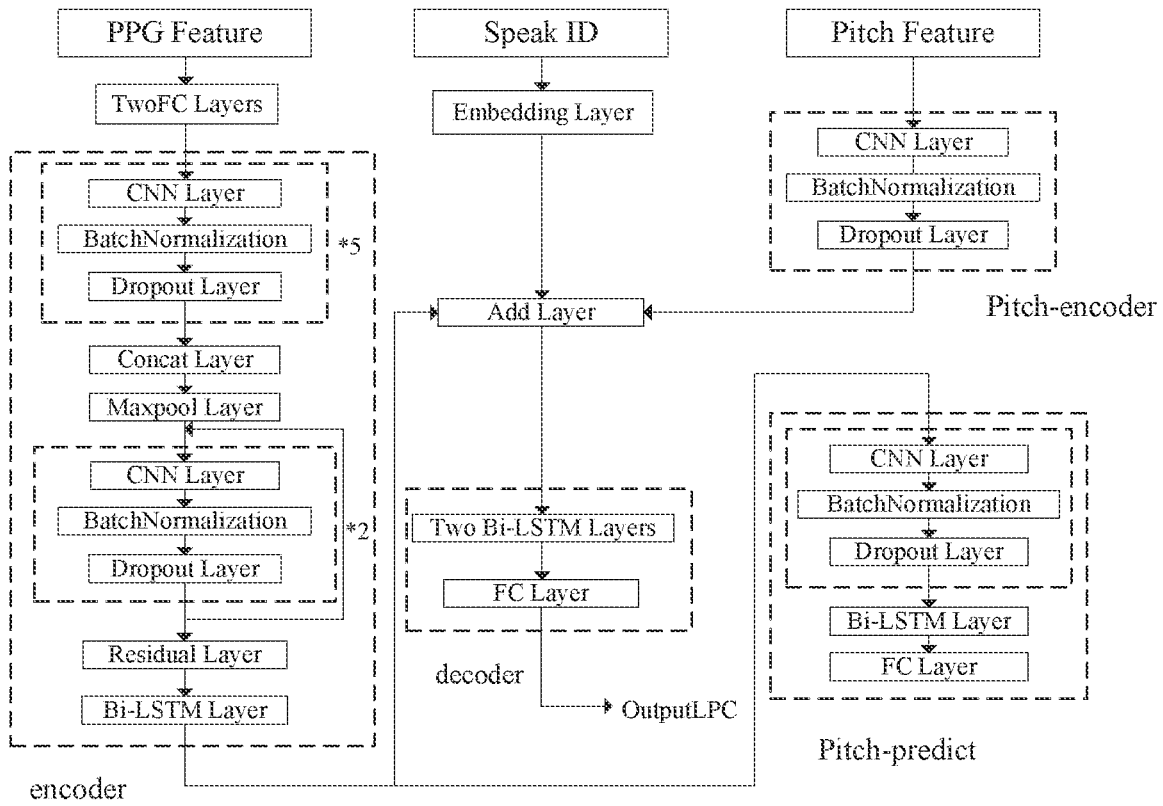 PPG Feature
Speak ID
Pitch Feature
TwoFC Layers
Embedding Layer
CNN Layer
BatchNormalization
Dropout Layer
Pitch-encoder
CNN Layer
BatchNormalization
*5
Dropout Layer
Concat Layer
Maxpool Layer
CNN Layer
BatchNormalization
*2
Dropout Layer
Residual Layer
Bi-LSTM Layer
encoder
Add Layer
Two Bi-LSTM Layers
FC Layer
decoder
OutputLPC
CNN Layer
BatchNormalization
Dropout Layer
Bi-LSTM Layer
FC Layer
Pitch-predict